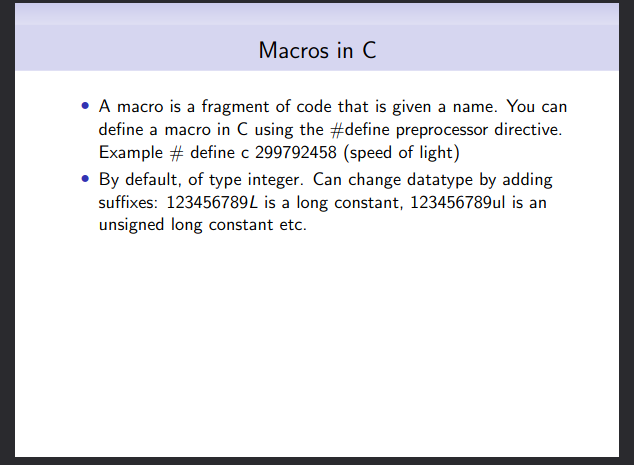 Macros in C
• A macro is a fragment of code that is given a name. You can
define a macro in C using the #define preprocessor directive.
Example # define c 299792458 (speed of light)
• By default, of type integer. Can change datatype by adding
suffixes: 123456789L is a long constant, 123456789ul is an
unsigned long constant etc.